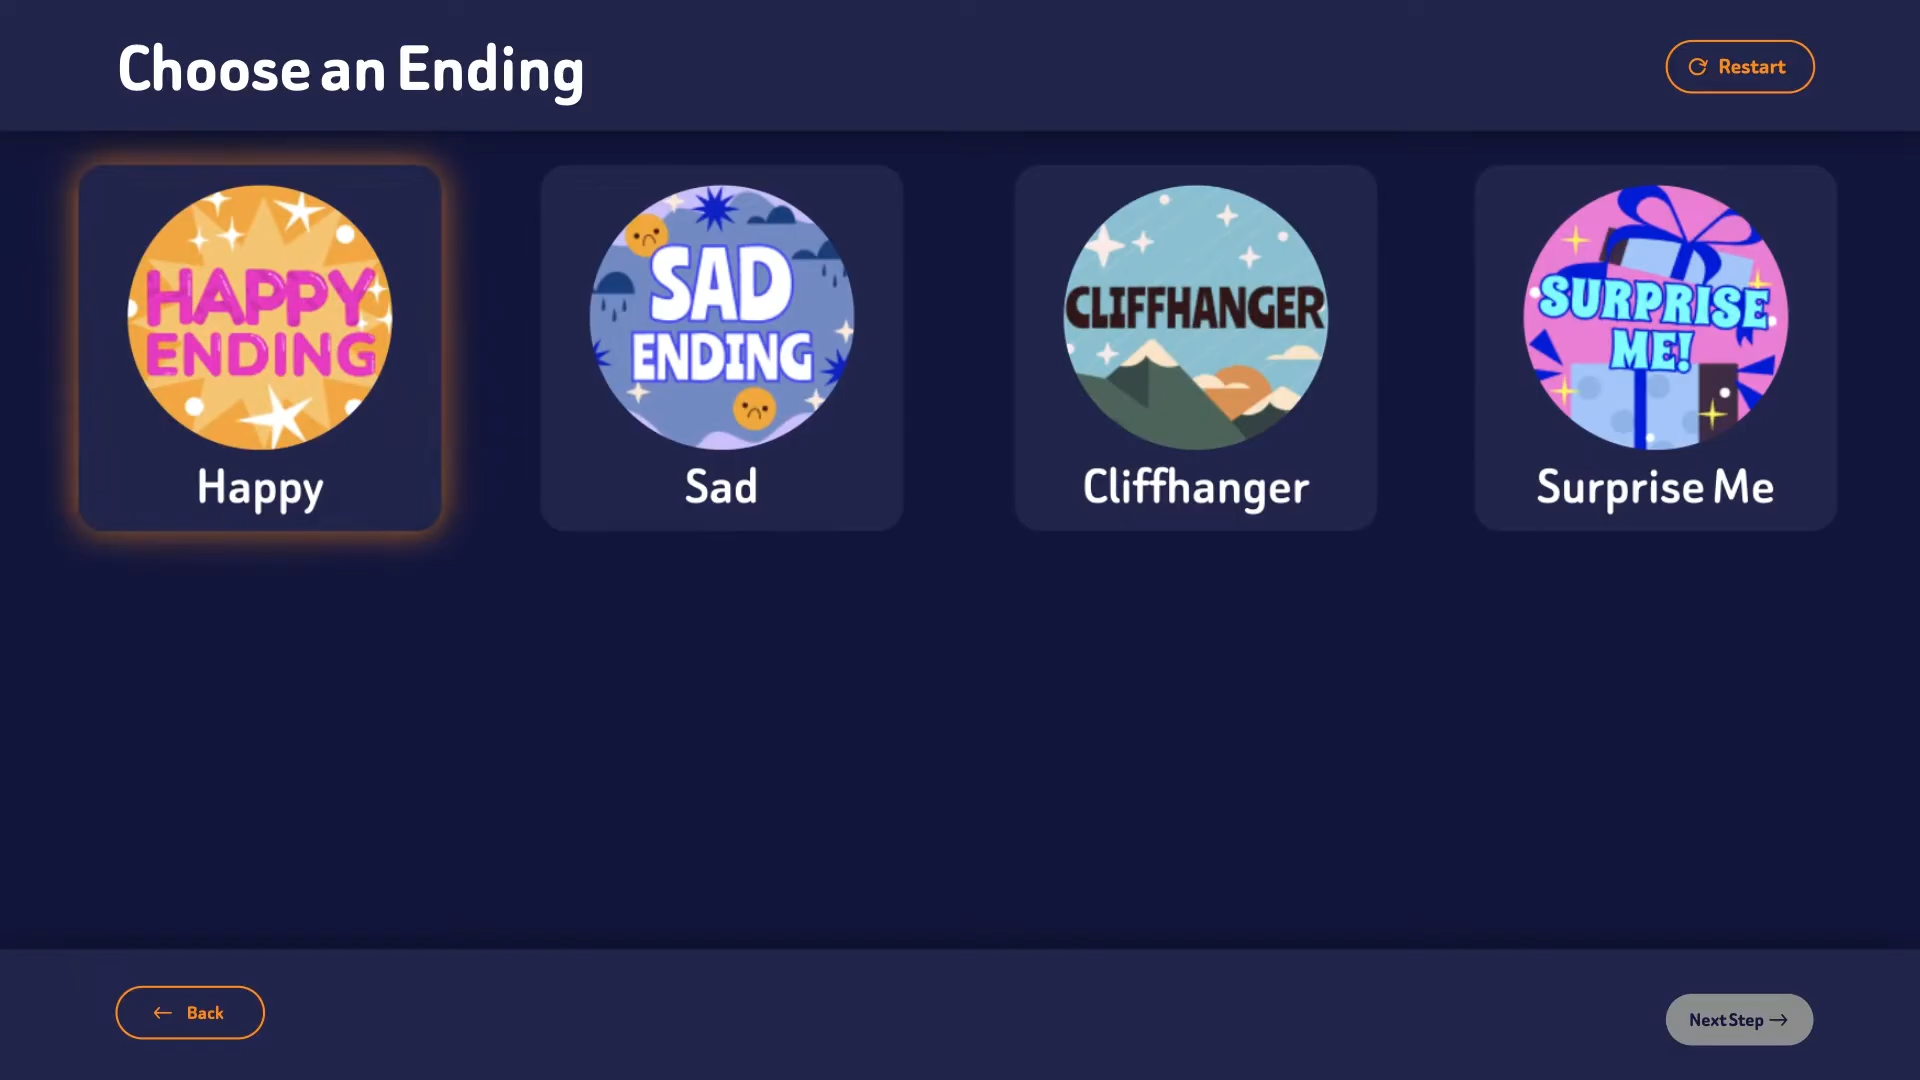 Choose an Ending
Restart
HAPPY
ENDING
Happy
SAD
ENDING
Sad
CLIFFHANGER
Cliffhanger
SURPRISE
ME!
Surprise Me
Back
Next Step